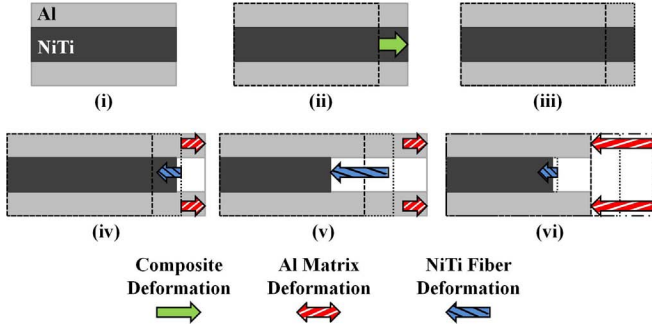 Al
NiTi
(i)
(ii)
(iii)
(iv)
(v)
(vi)
Composite
Deformation
Al Matrix
Deformation
NiTi Fiber
Deformation